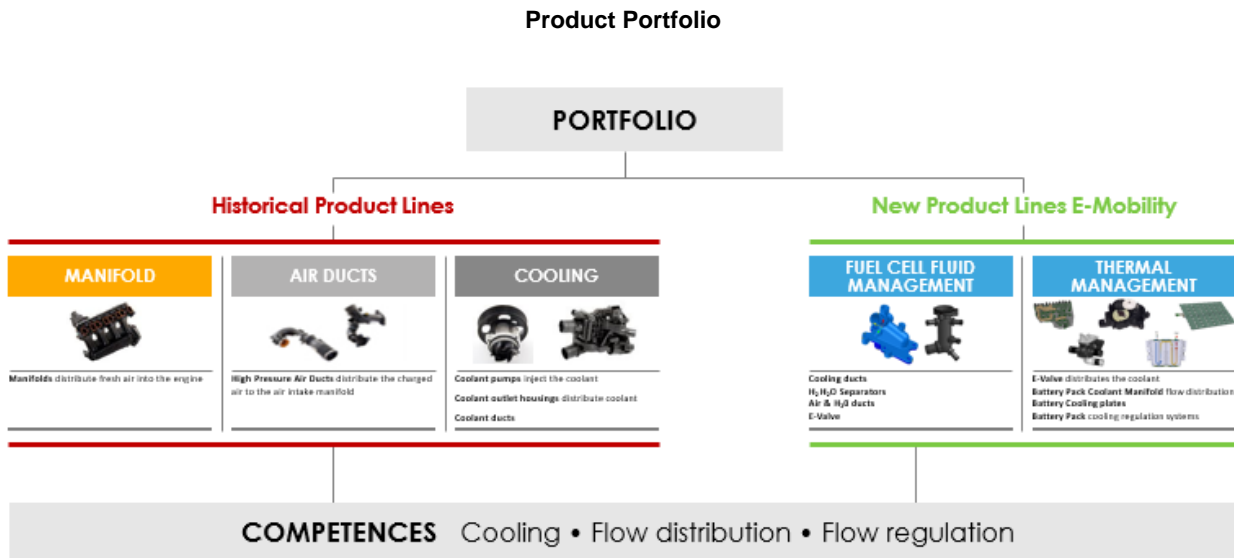 Product Portfolio
PORTFOLIO
Historical Product Lines
New Product Lines E-Mobility
MANIFOLD
AIR DUCTS
COOLING
FUEL CELL FLUID
MANAGEMENT
THERMAL
MANAGEMENT
Manifolds distribute fresh air into the engine
High Pressure Air Ducts distribute the charged
air to the air intake manifold
Coolant pumps inject the coolant
Coolant outlet housings distribute coolant
Coolant ducts
Cooling ducts
H₂ H₂O Separators
Air & H₂0 ducts
E-Valve
E-Valve distributes the coolant
Battery Pack Coolant Manifold flow distribution
Battery Cooling plates
Battery Pack cooling regulation systems
COMPETENCES Cooling • Flow distribution • Flow regulation